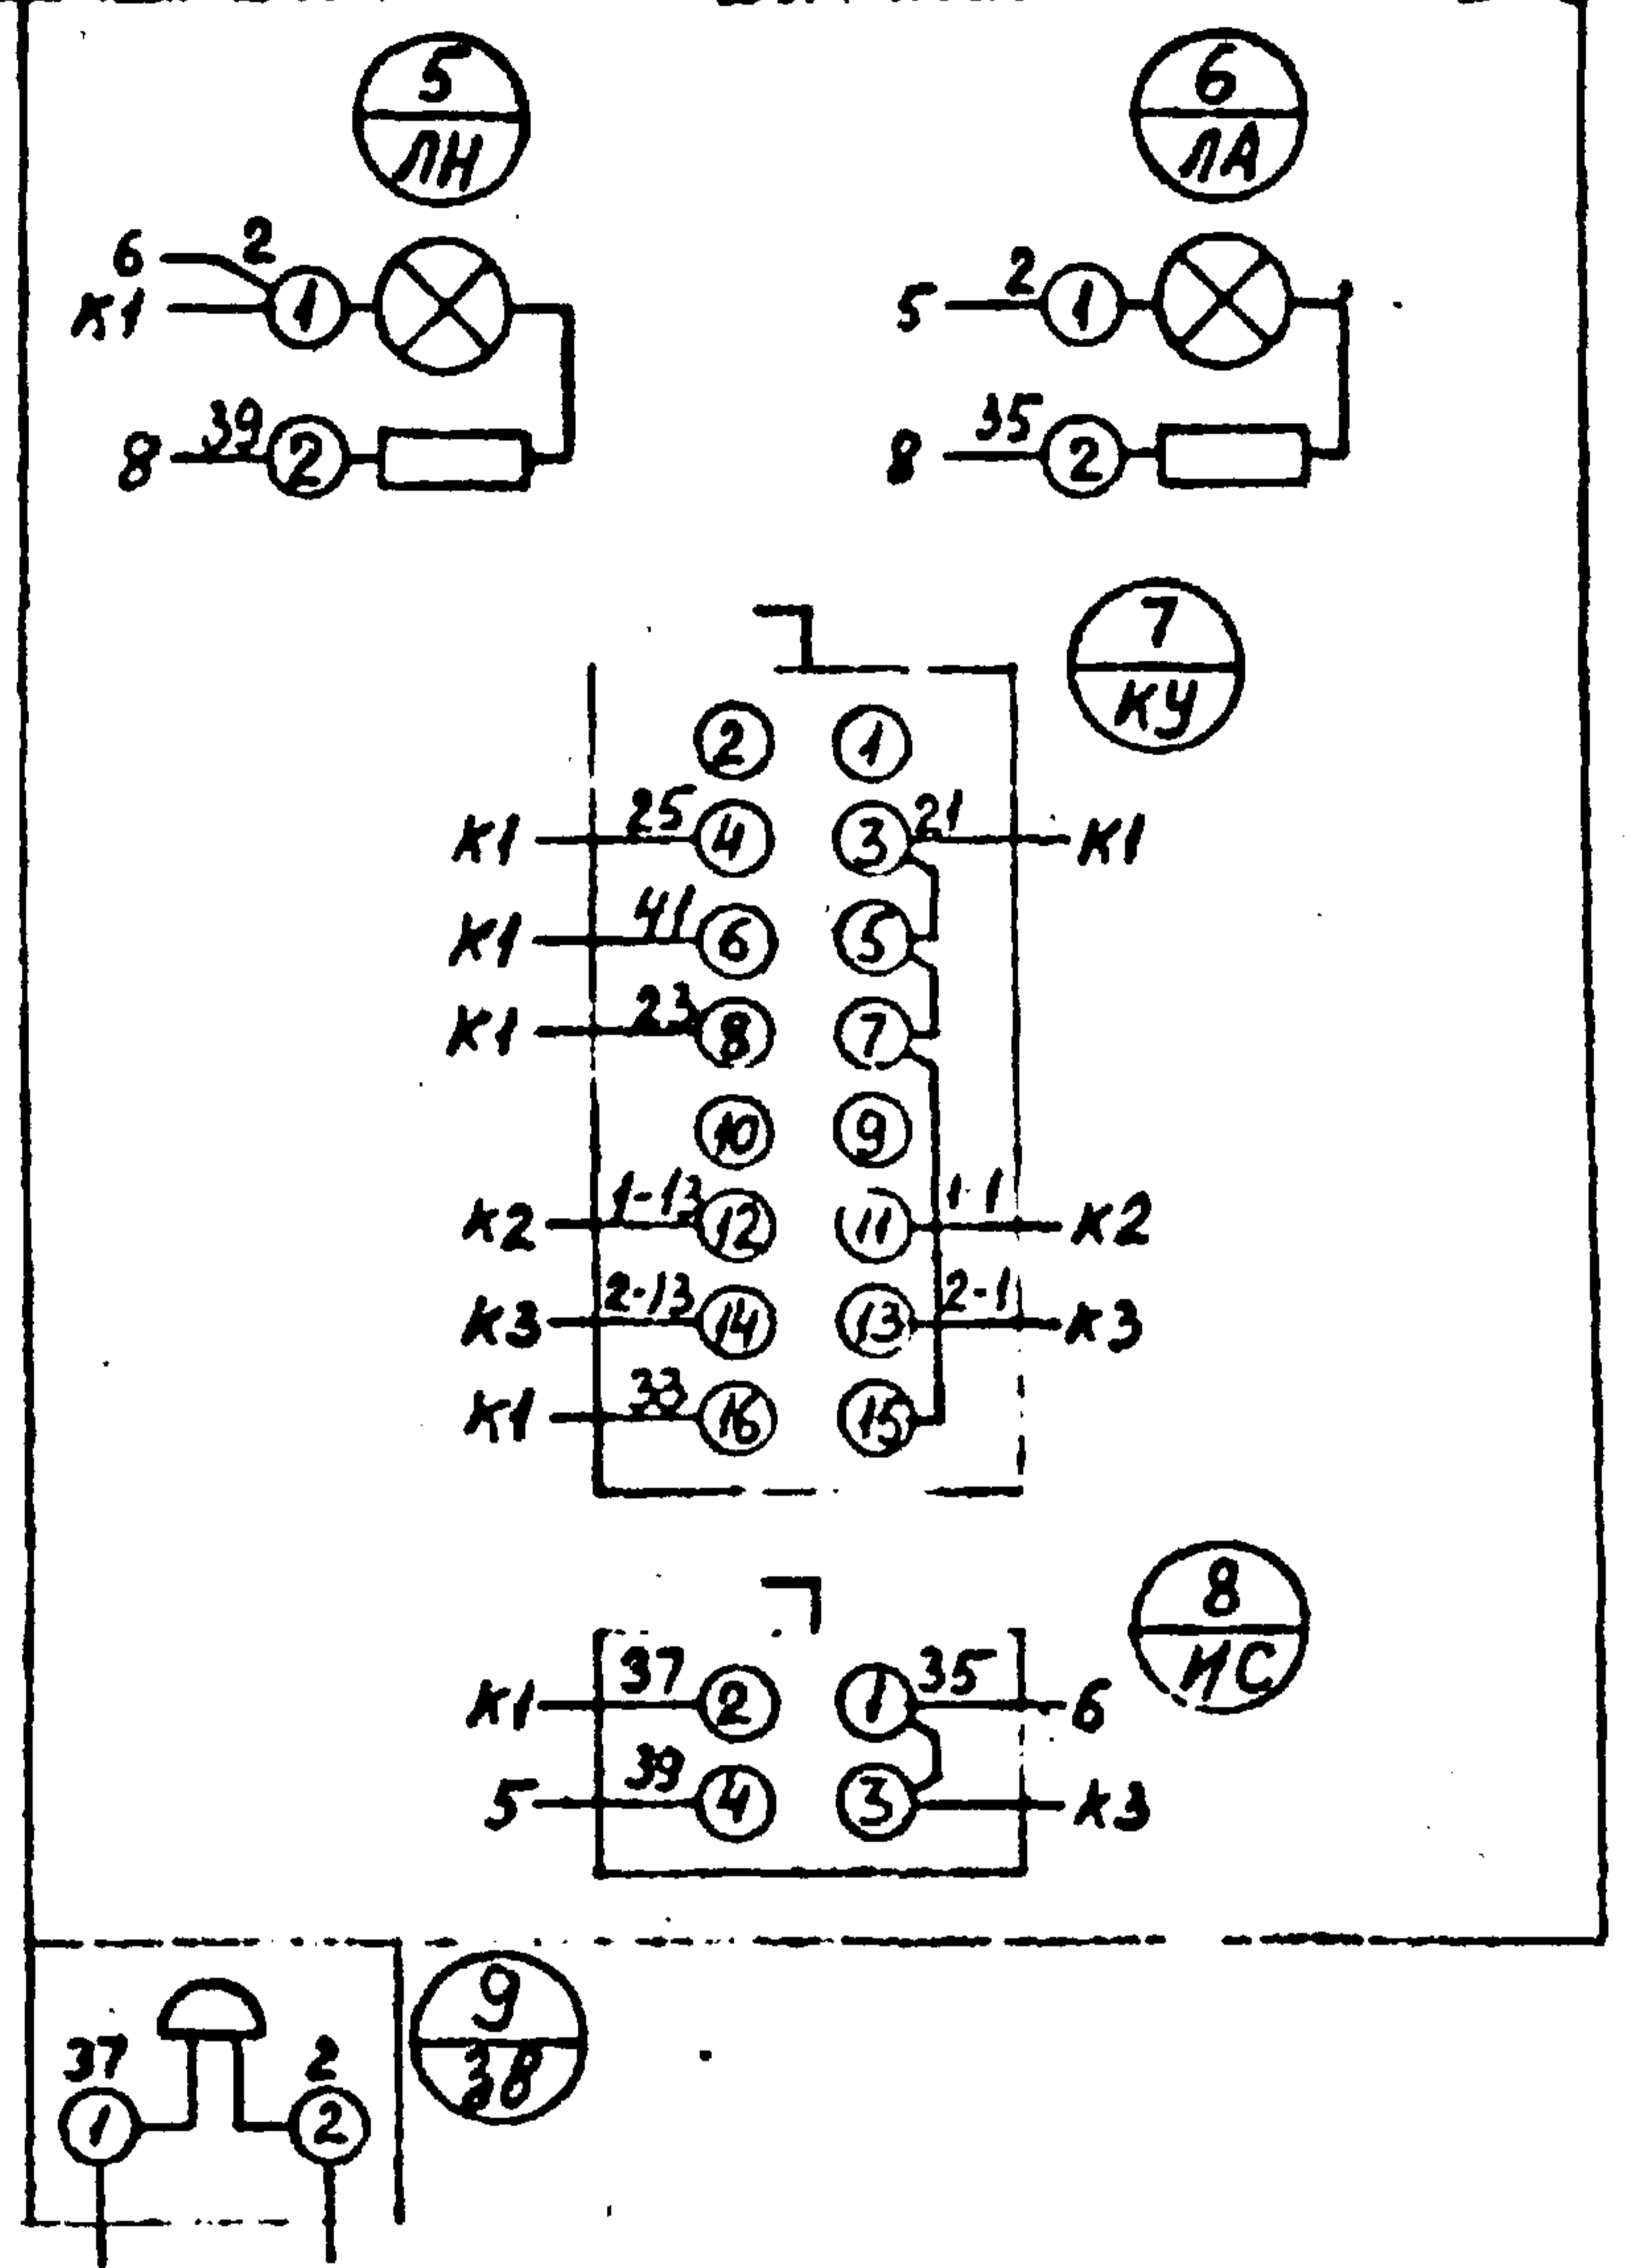 5 6
ЛН ЛА
6 2
К1 1
5 2 1
8 39 2
8 35 2
7
КУ
2 1
К1 25 4 3 21 К1
К1 41 6 5
К1 23 8 7
10 9
К2 1-13 12 11 1-1 К2
К3 2-13 14 13 2-1 К3
К1 33 16 15
8
ИС
К1 37 2 1 35 6
5 39 4 3 К3
9
ЗВ
37 2
1 2